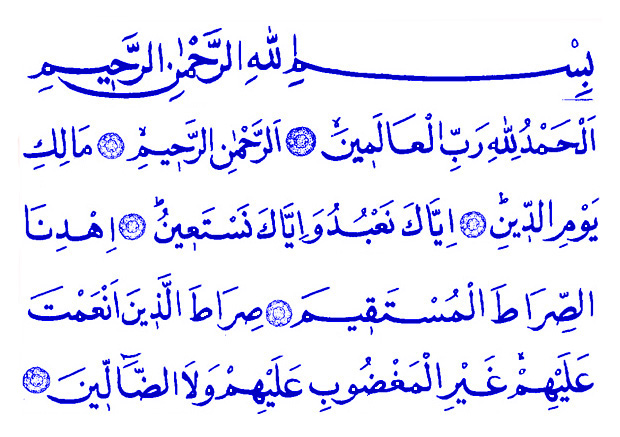 بِسْمِ اللهِ الرَّحْمٰنِ الرَّحِيمِ
اَلْحَمْدُ لِلّٰهِ رَبِّ الْعَالَمِينَۙ ۝ اَلرَّحْمٰنِ الرَّحِيمِۙ ۝ مَالِكِ
يَوْمِ الدِّينِۜ ۝ اِيَّاكَ نَعْبُدُ وَاِيَّاكَ نَسْتَعِينُۜ ۝ اِهْدِنَا
الصِّرَاطَ الْمُسْتَقِيمَ ۝ صِرَاطَ الَّذِينَ اَنْعَمْتَ
عَلَيْهِمْۙ غَيْرِ الْمَغْضُوبِ عَلَيْهِمْ وَلَا الضَّٓالِّينَ ۝